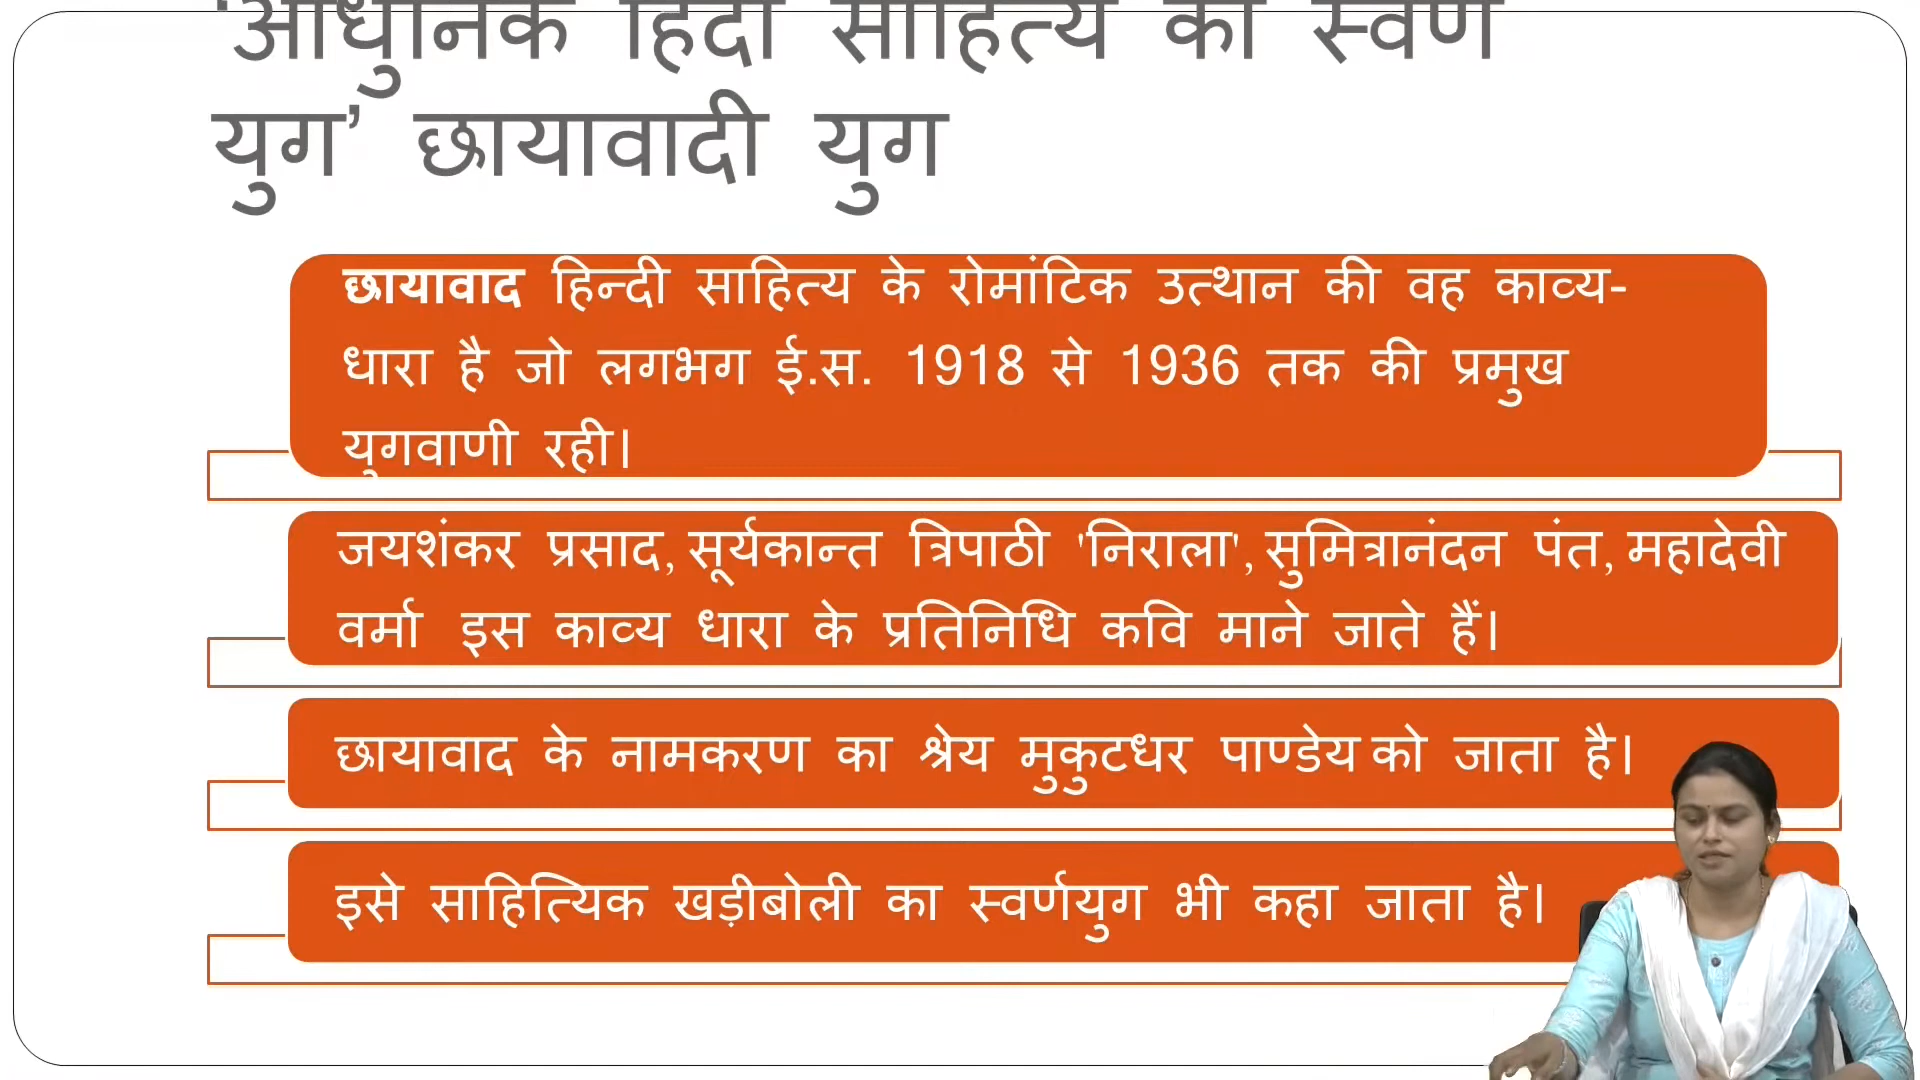 'आधुनिक हिंदी साहित्य का स्वर्ण
युग’ छायावादी युग
छायावाद हिन्दी साहित्य के रोमांटिक उत्थान की वह काव्य-
धारा है जो लगभग ई.स. 1918 से 1936 तक की प्रमुख
युगवाणी रही।
जयशंकर प्रसाद, सूर्यकान्त त्रिपाठी 'निराला', सुमित्रानंदन पंत, महादेवी
वर्मा इस काव्य धारा के प्रतिनिधि कवि माने जाते हैं।
छायावाद के नामकरण का श्रेय मुकुटधर पाण्डेय को जाता है।
इसे साहित्यिक खड़ीबोली का स्वर्णयुग भी कहा जाता है।